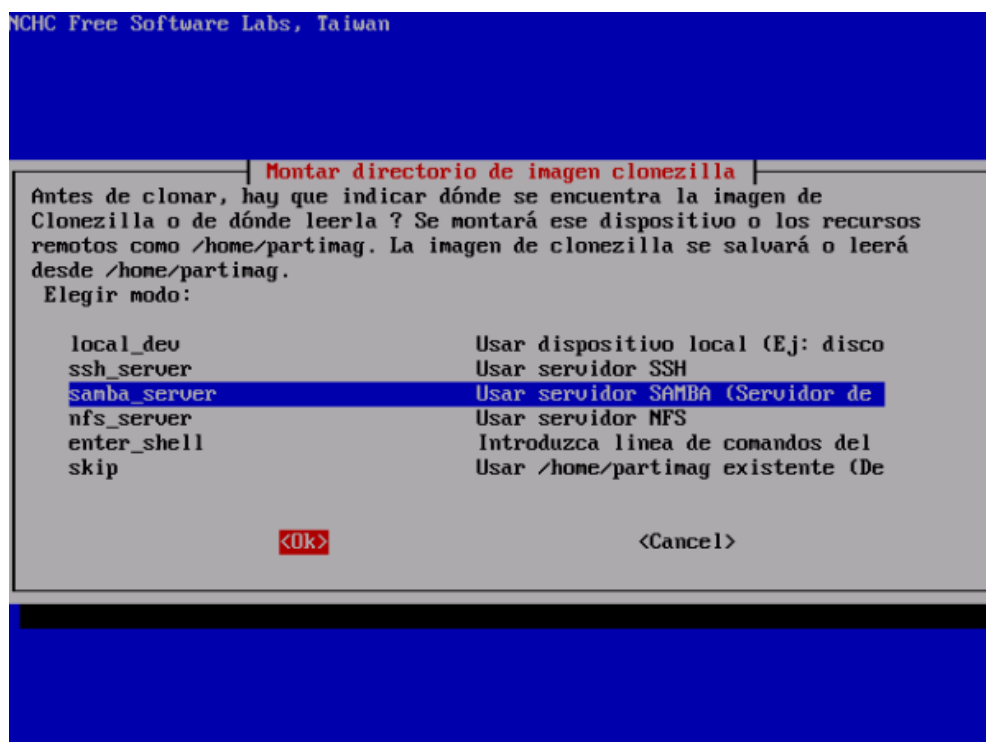 NCHC Free Software Labs, Taiwan
Montar directorio de imagen clonezilla
Antes de clonar, hay que indicar dónde se encuentra la imagen de
Clonezilla o de dónde leerla ? Se montará ese dispositivo o los recursos
remotos como /home/partimag. La imagen de clonezilla se salvará o leerá
desde /home/partimag.
Elegir modo:
local_dev Usar dispositivo local (Ej: disco
ssh_server Usar servidor SSH
samba_server Usar servidor SAMBA (Servidor de
nfs_server Usar servidor NFS
enter_shell Introduzca linea de comandos del
skip Usar /home/partimag existente (De
<Ok> <Cancel>